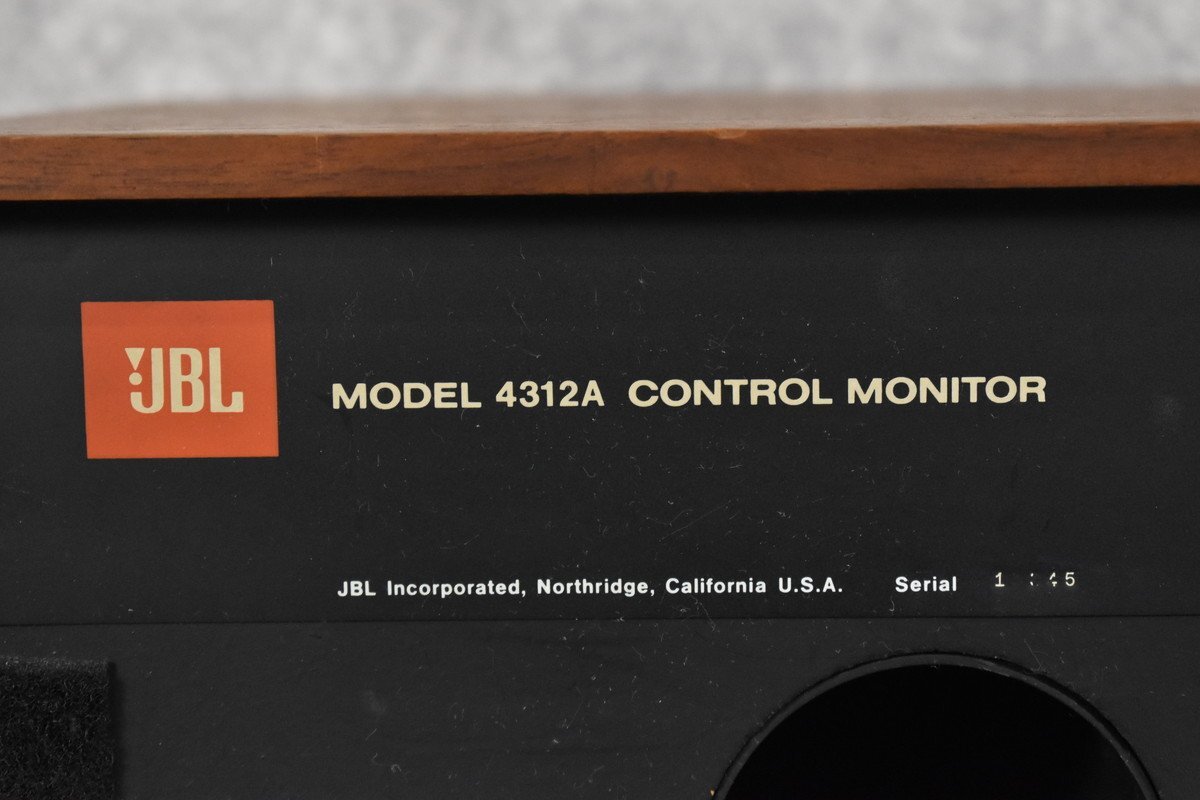 JBL
MODEL 4312A CONTROL MONITOR
JBL Incorporated, Northridge, California U.S.A. Serial